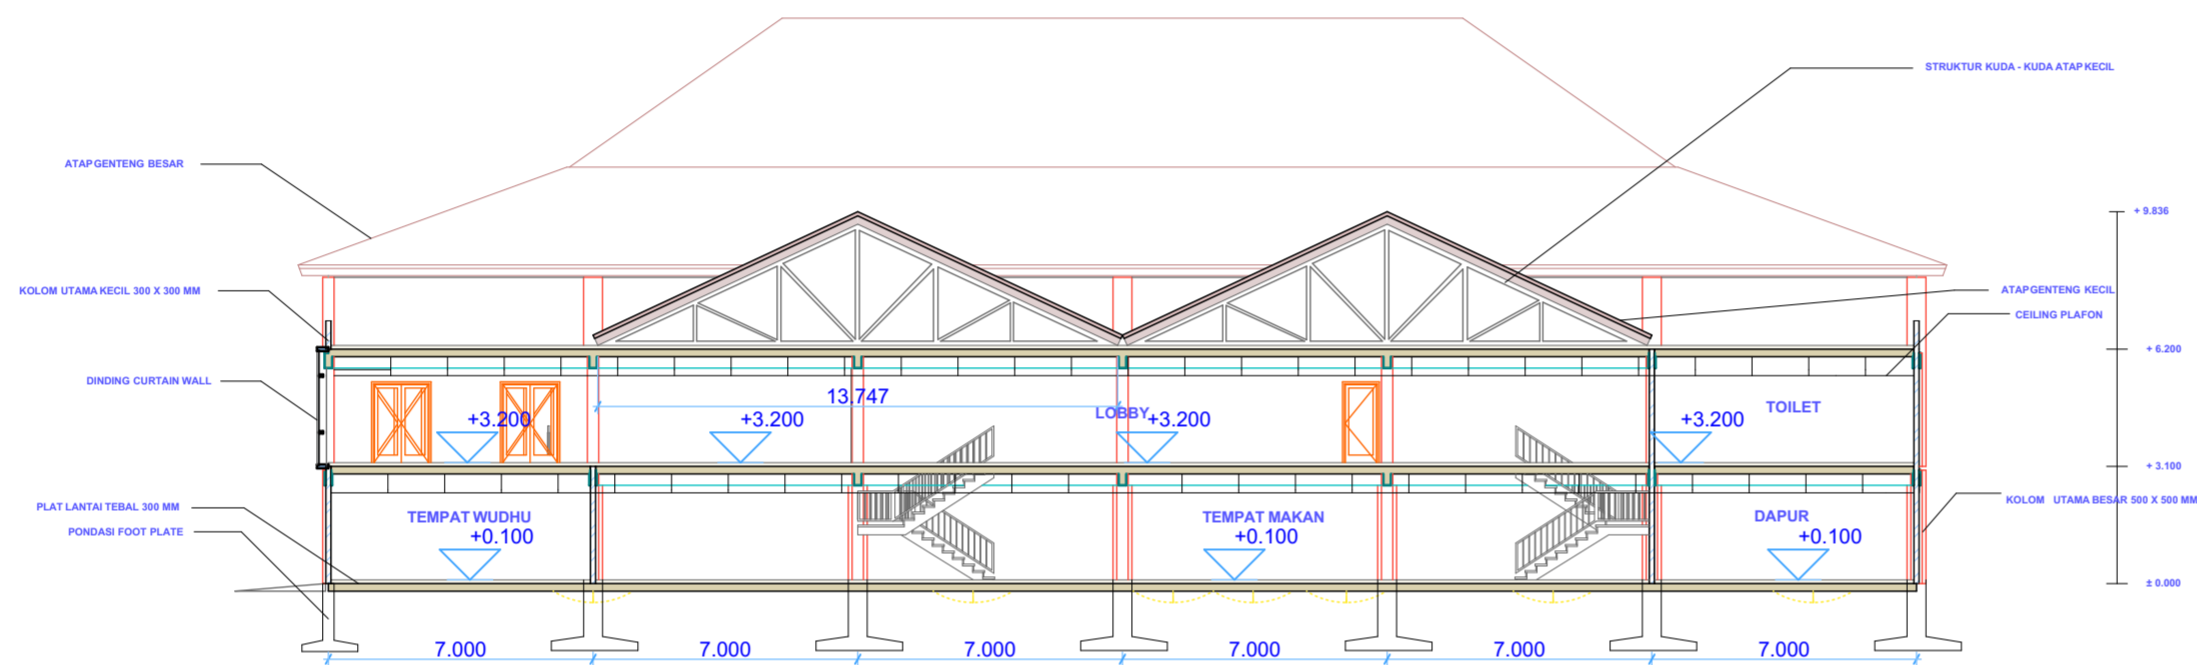 STRUKTUR KUDA - KUDA ATAP KECIL
ATAP GENTENG BESAR
+ 9.836
KOLOM UTAMA KECIL 300 X 300 MM
ATAP GENTENG KECIL
CEILING PLAFON
+ 6.200
DINDING CURTAIN WALL
13.747
LOBBY
TOILET
+3.200
+3.200
+3.200
+3.200
+ 3.100
PLAT LANTAI TEBAL 300 MM
KOLOM UTAMA BESAR 500 X 500 MM
TEMPAT WUDHU
TEMPAT MAKAN
DAPUR
PONDASI FOOT PLATE
+0.100
+0.100
+0.100
± 0.000
7.000
7.000
7.000
7.000
7.000
7.000